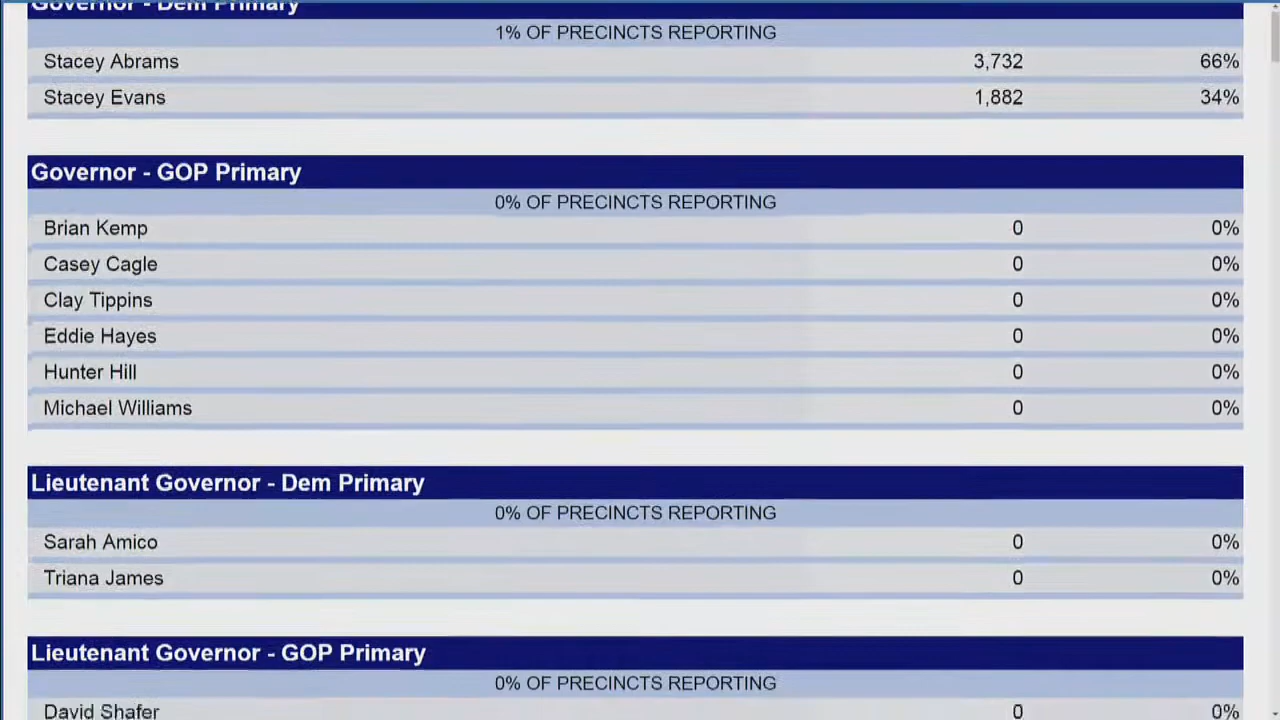 Governor - Dem Primary
1% OF PRECINCTS REPORTING
Stacey Abrams 3,732 66%
Stacey Evans 1,882 34%
Governor - GOP Primary
0% OF PRECINCTS REPORTING
Brian Kemp 0 0%
Casey Cagle 0 0%
Clay Tippins 0 0%
Eddie Hayes 0 0%
Hunter Hill 0 0%
Michael Williams 0 0%
Lieutenant Governor - Dem Primary
0% OF PRECINCTS REPORTING
Sarah Amico 0 0%
Triana James 0 0%
Lieutenant Governor - GOP Primary
0% OF PRECINCTS REPORTING
David Shafer 0 0%